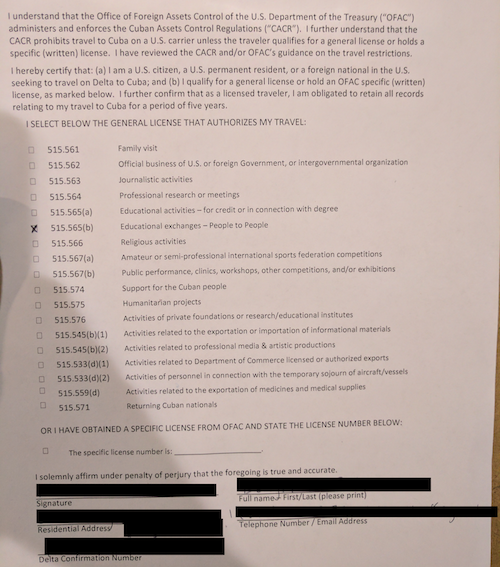 I understand that the Office of Foreign Assets Control of the U.S. Department of the Treasury ("OFAC")
administers and enforces the Cuban Assets Control Regulations ("CACR"). I further understand that the
CACR prohibits travel to Cuba on a U.S. carrier unless the traveler qualifies for a general license or holds a
specific (written) license. I have reviewed the CACR and/or OFAC's guidance on the travel restrictions.
I hereby certify that: (a) I am a U.S. citizen, a U.S. permanent resident, or a foreign national in the U.S.
seeking to travel on Delta to Cuba; and (b) I qualify for a general license or hold an OFAC specific (written)
license, as marked below. I further confirm that as a licensed traveler, I am obligated to retain all records
relating to my travel to Cuba for a period of five years.
I SELECT BELOW THE GENERAL LICENSE THAT AUTHORIZES MY TRAVEL:
☐ 515.561 Family visit
☐ 515.562 Official business of U.S. or foreign Government, or intergovernmental organization
☐ 515.563 Journalistic activities
☐ 515.564 Professional research or meetings
☐ 515.565(a) Educational activities – for credit or in connection with degree
☒ 515.565(b) Educational exchanges – People to People
☐ 515.566 Religious activities
☐ 515.567(a) Amateur or semi-professional international sports federation competitions
☐ 515.567(b) Public performance, clinics, workshops, other competitions, and/or exhibitions
☐ 515.574 Support for the Cuban people
☐ 515.575 Humanitarian projects
☐ 515.576 Activities of private foundations or research/educational institutes
☐ 515.545(b)(1) Activities related to the exportation or importation of informational materials
☐ 515.545(b)(2) Activities related to professional media & artistic productions
☐ 515.533(d)(1) Activities related to Department of Commerce licensed or authorized exports
☐ 515.533(d)(2) Activities of personnel in connection with the temporary sojourn of aircraft/vessels
☐ 515.559(d) Activities related to the exportation of medicines and medical supplies
☐ 515.571 Returning Cuban nationals
OR I HAVE OBTAINED A SPECIFIC LICENSE FROM OFAC AND STATE THE LICENSE NUMBER BELOW:
☐ The specific license number is: ____________________.
I solemnly affirm under penalty of perjury that the foregoing is true and accurate.
Signature Full name - First/Last (please print)
Residential Address Telephone Number / Email Address
Delta Confirmation Number